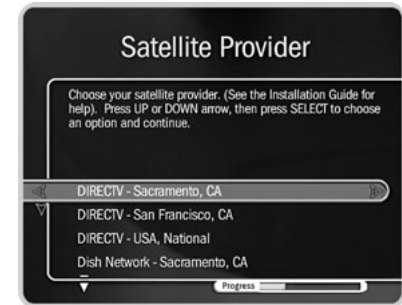 Satellite Provider
Choose your satellite provider. (See the Installation Guide for
help). Press UP or DOWN arrow, then press SELECT to choose
an option and continue.
DIRECTV - Sacramento, CA
DIRECTV - San Francisco, CA
DIRECTV - USA, National
Dish Network - Sacramento, CA
Progress